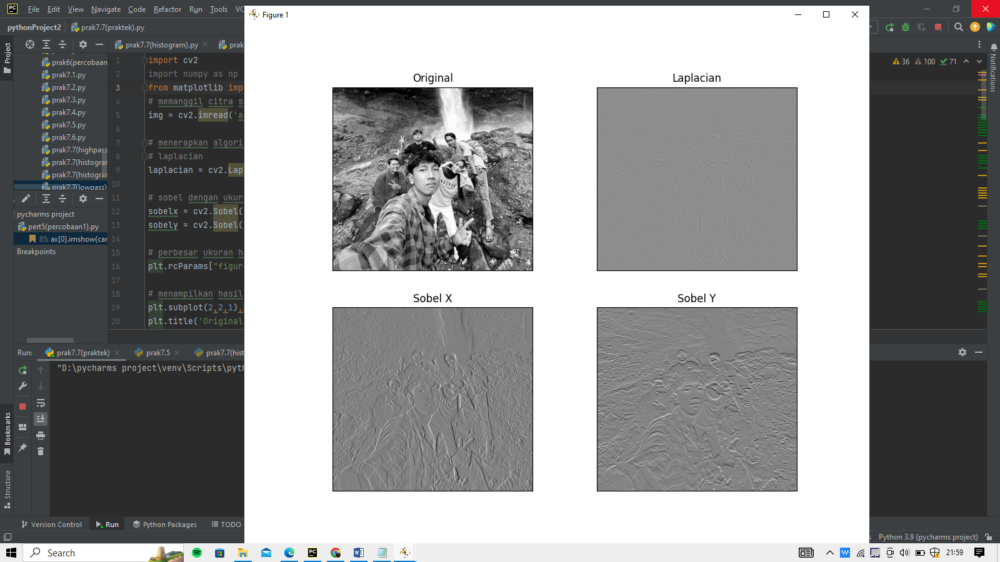 PC File Edit View Navigate Code Refactor Run Tools VC
Figure 1
pythonProject2 prak7.7(praktek).py
Project
prak7.7(histogram).py prak
36 100 71
Notifications
prak6(percobaan
prak7.1.py
prak7.2.py
prak7.3.py
prak7.4.py
prak7.5.py
prak7.6.py
prak7.7(highpass
prak7.7(histogran
prak7.7(histogran
prak7.7(lowpass)
1 import cv2
2 import numpy as np
3 from matplotlib imp
4 # memanggil citra s
5 img = cv2.imread('a
6
7 # menerapkan algori
8 # laplacian
9 laplacian = cv2.Lap
10
11 # sobel dengan ukur
12 sobelx = cv2.Sobel(
13 sobely = cv2.Sobel(
14
15 # perbesar ukuran h
16 plt.rcParams["figur
17
18 # menampilkan hasil
19 plt.subplot(2,2,1),
20 plt.title('Original
pycharms project
pert5(percobaan1).py
85: ax[0].imshow(car
Breakpoints
Original
Laplacian
NEVADA
Sobel X
Sobel Y
Run: prak7.7(praktek) prak7.5 prak7.7(hist
"D:\pycharms project\venv\Scripts\pyth
Bookmarks
Structure
Version Control Run Python Packages TODO
Python 3.9 (pycharms project)
Search
PC
W
W
21:59